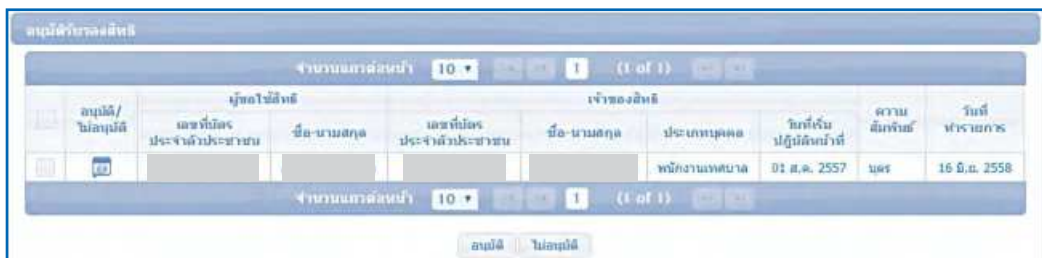 อนุมัติรับรองสิทธิ
จำนวนแถวต่อหน้า 10 1 (1 of 1)
ผู้ขอใช้สิทธิ เจ้าของสิทธิ
อนุมัติ/ไม่อนุมัติ เลขที่บัตรประจำตัวประชาชน ชื่อ-นามสกุล เลขที่บัตรประจำตัวประชาชน ชื่อ-นามสกุล ประเภทบุคคล วันที่เริ่มปฏิบัติหน้าที่ ความสัมพันธ์ วันที่ทำรายการ
พนักงานเทศบาล 01 ส.ค. 2557 บุตร 16 มิ.ย. 2558
จำนวนแถวต่อหน้า 10 1 (1 of 1)
อนุมัติ ไม่อนุมัติ